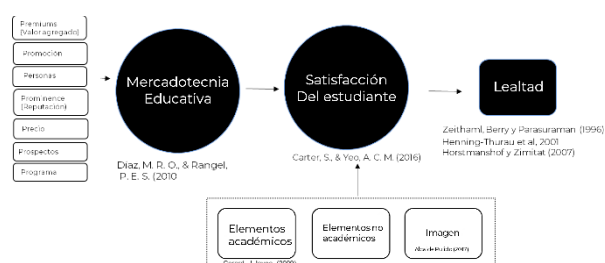 Premiums
(Valor agregado)
Promoción
Personas
Prominence
(Reputación)
Precio
Prospectos
Programa
Mercadotecnia
Educativa
Díaz, M. R. O., & Rangel,
P. E. S. (2010
Satisfacción
Del estudiante
Carter, S., & Yeo, A. C. M. (2016)
Lealtad
Zeithaml, Berry y Parasuraman (1996)
Henning-Thurau et al, 2001
Horstmanshof y Zimitat (2007)
Elementos
académicos
Elementos no
académicos
Imagen
(2017)
(2009)